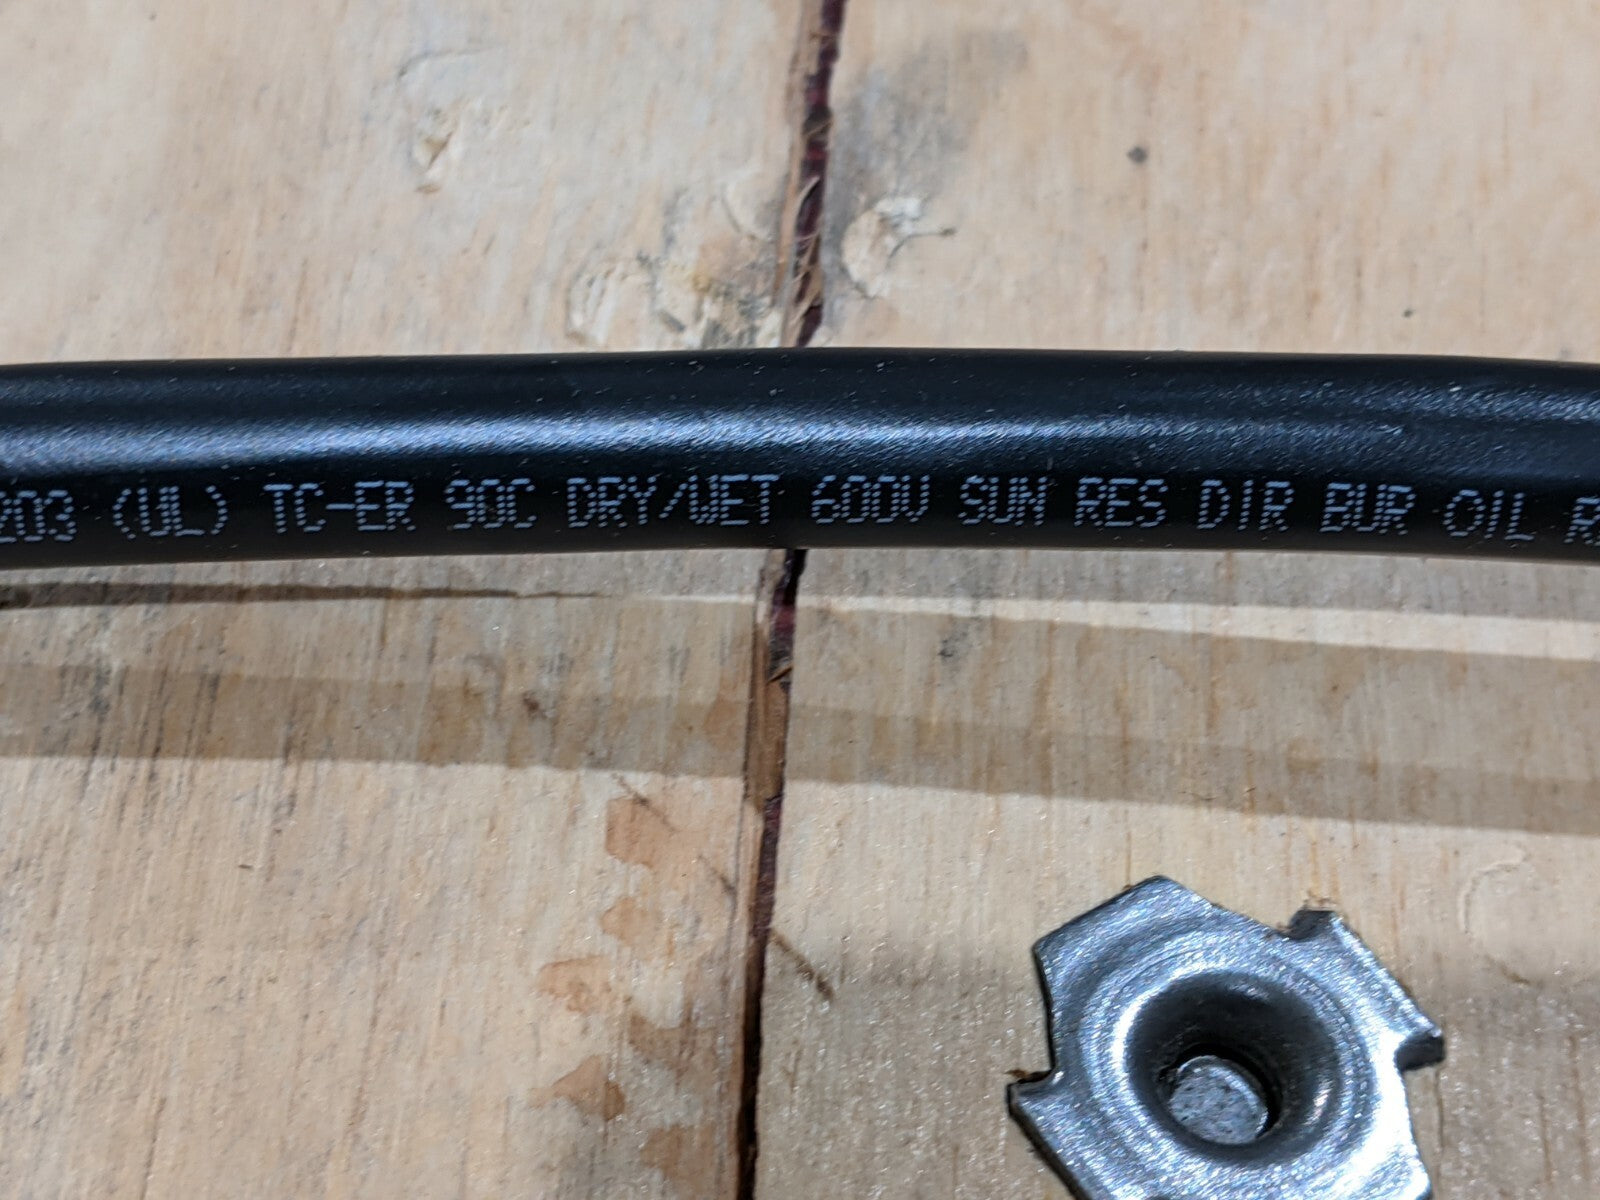 203 (UL) TC-ER 90C DRY/WET 600V SUN RES DIR BUR OIL